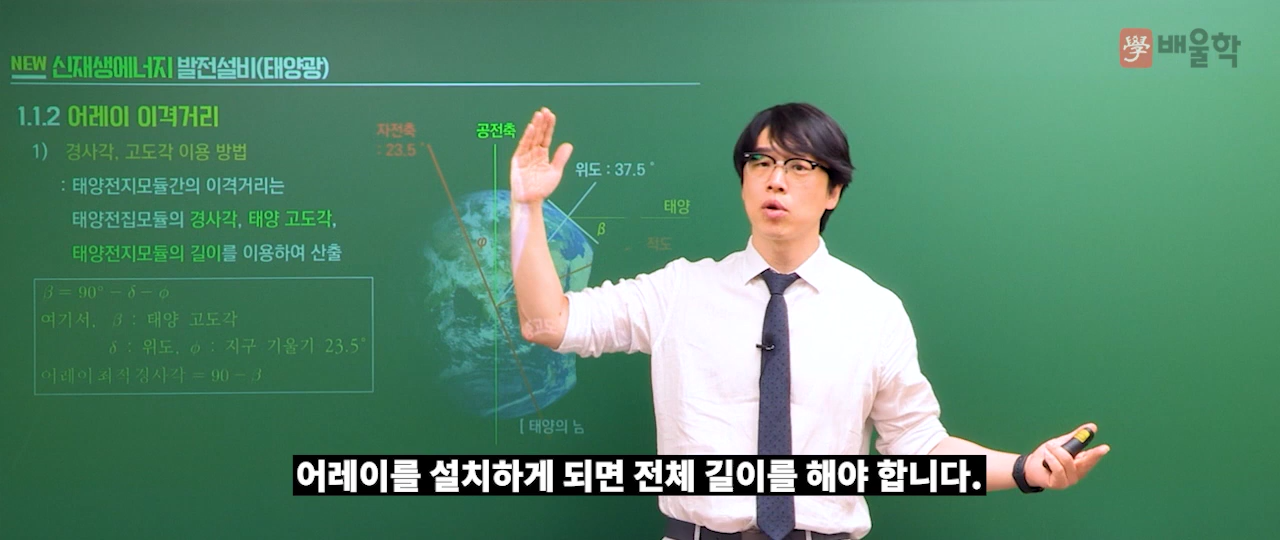 學 배울학
NEW 신재생에너지 발전설비(태양광)
1.1.2 어레이 이격거리
1) 경사각, 고도각 이용 방법
: 태양전지모듈간의 이격거리는
태양전집모듈의 경사각, 태양 고도각,
태양전지모듈의 길이를 이용하여 산출
β = 90° - δ - φ
여기서, β : 태양 고도각
δ : 위도, φ : 지구 기울기 23.5°
어레이 최적경사각 = 90 - β
자전축
: 23.5°
공전축
위도 : 37.5°
태양
β
적도
φ
[ 태양의 남
어레이를 설치하게 되면 전체 길이를 해야 합니다.